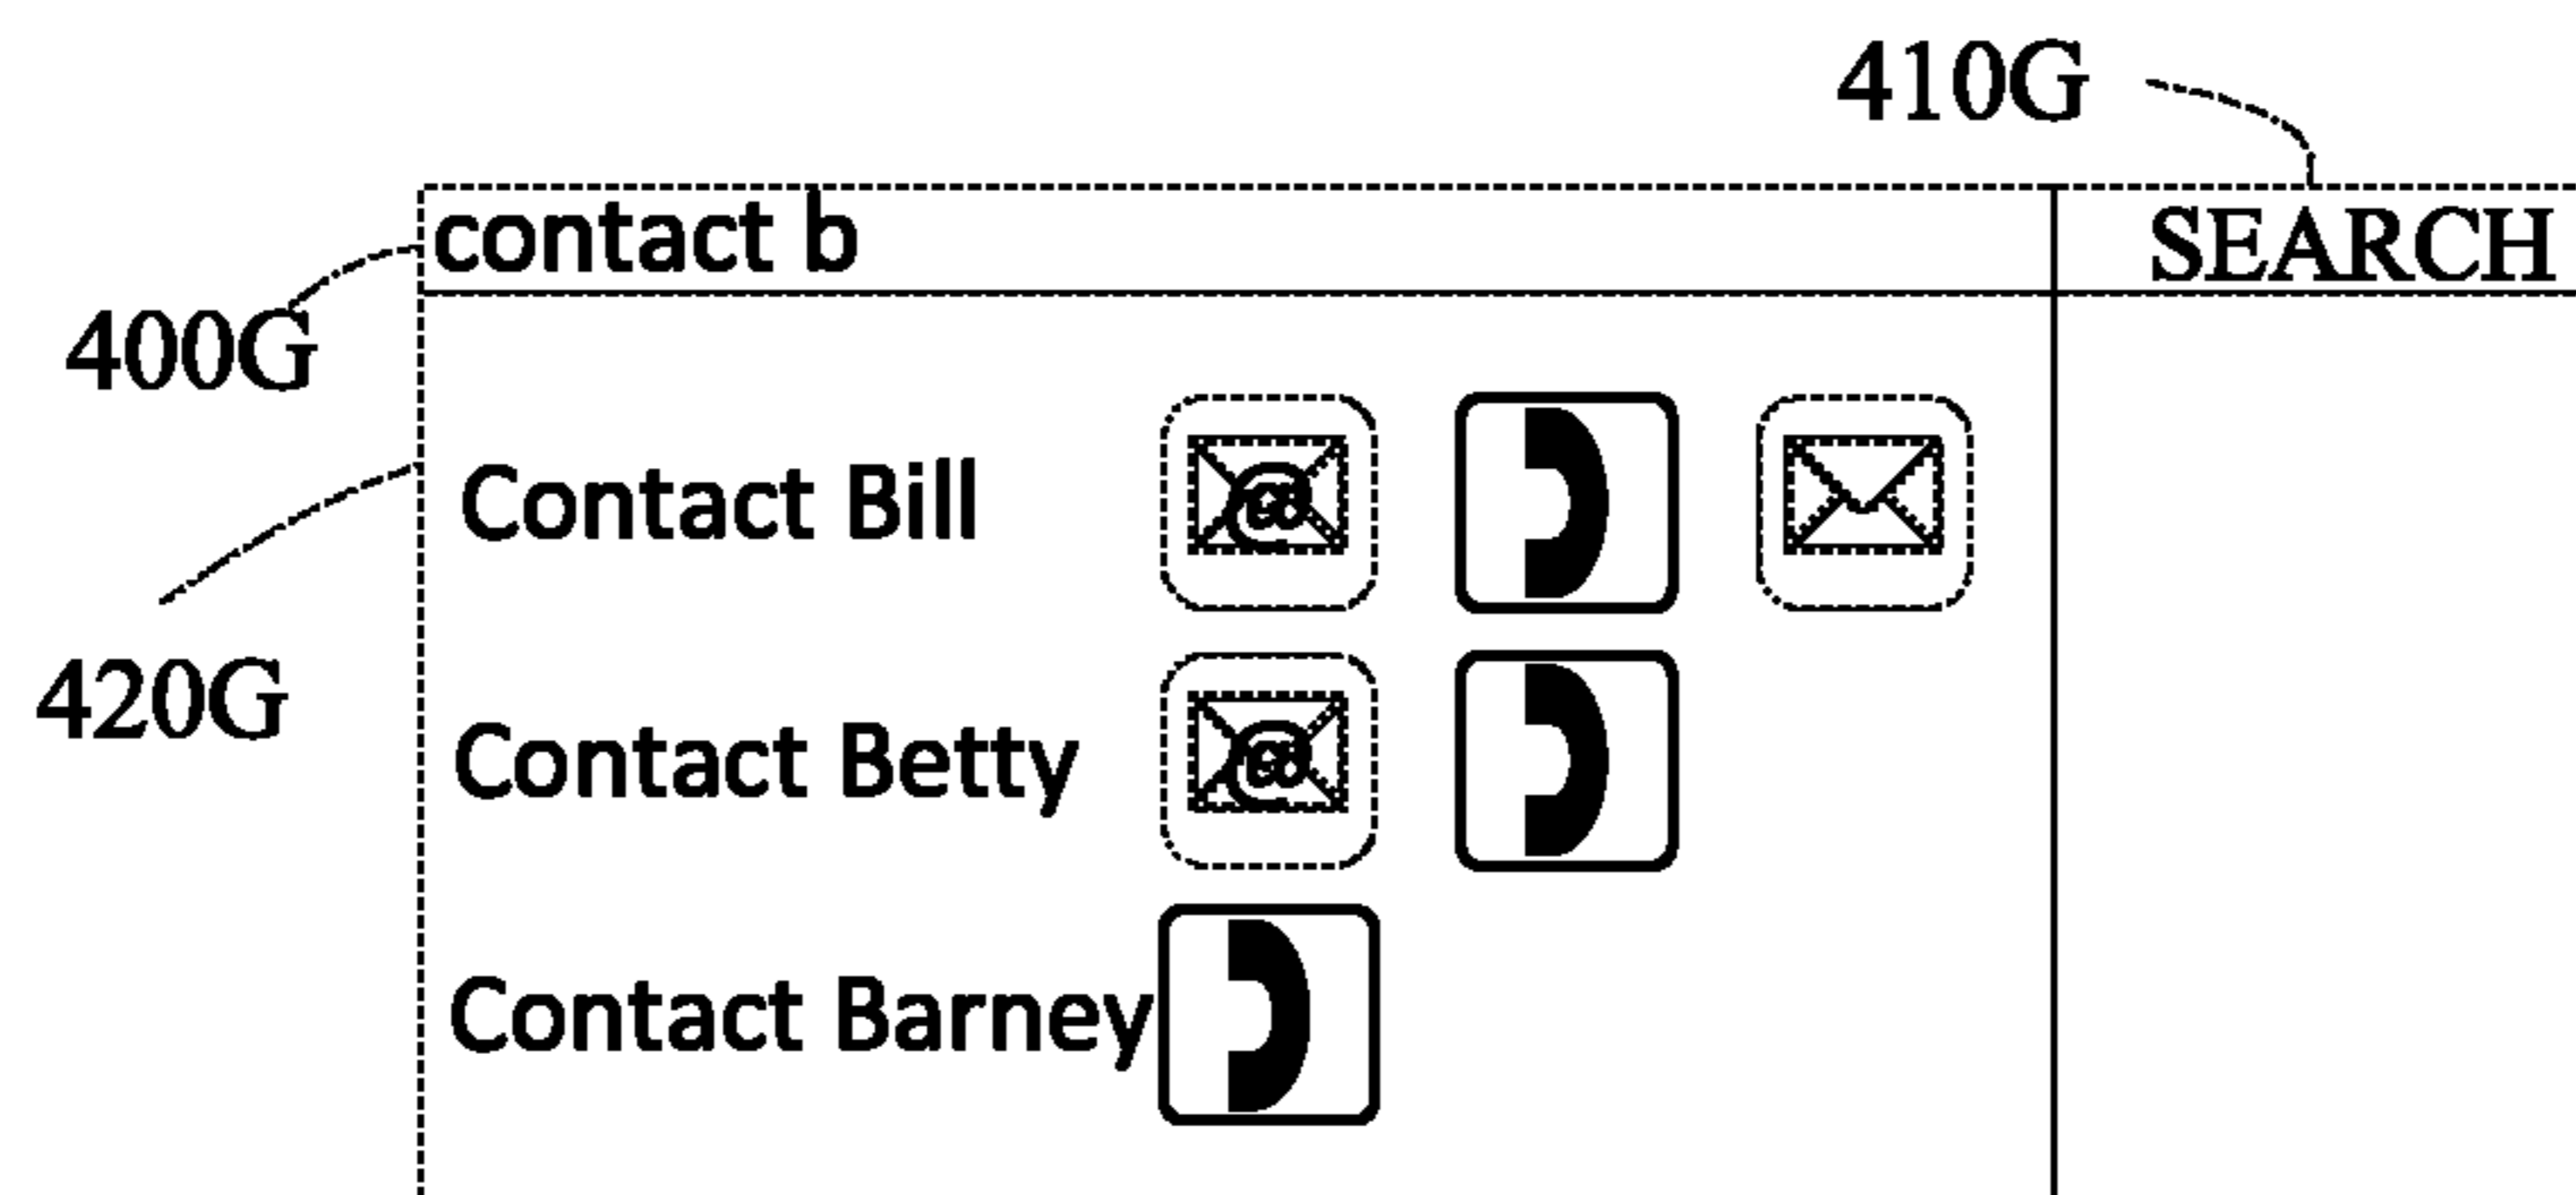 410G
contact b SEARCH
400G
Contact Bill @
420G
Contact Betty @
Contact Barney